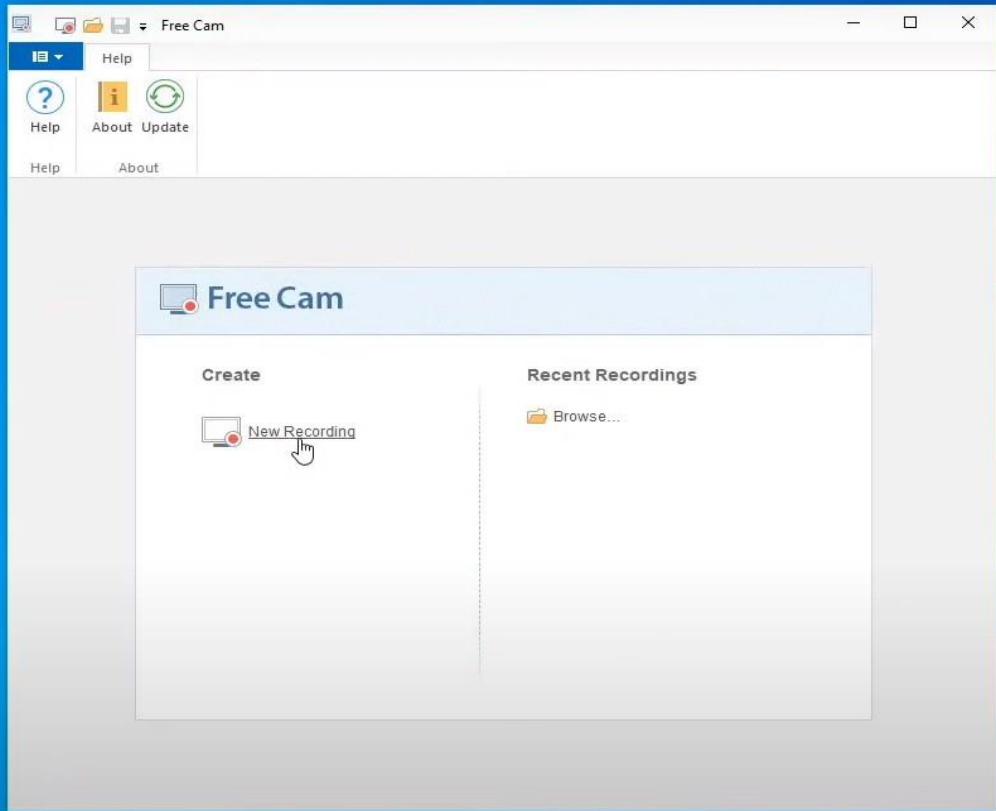 Free Cam
Help
? i
Help About Update
Help About
Free Cam
Create Recent Recordings
New Recording Browse...